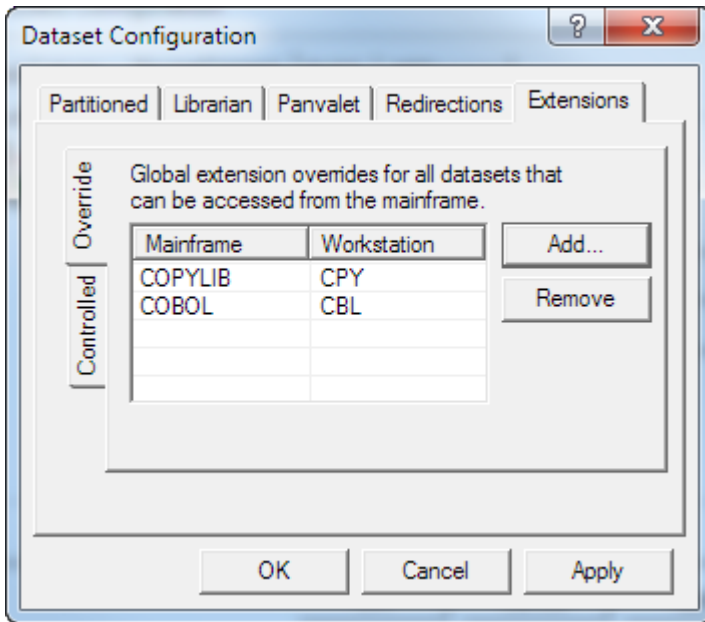 Dataset Configuration
? X
Partitioned Librarian Panvalet Redirections Extensions
Override
Controlled
Global extension overrides for all datasets that
can be accessed from the mainframe.
Mainframe Workstation
COPYLIB CPY
COBOL CBL
Add...
Remove
OK Cancel Apply